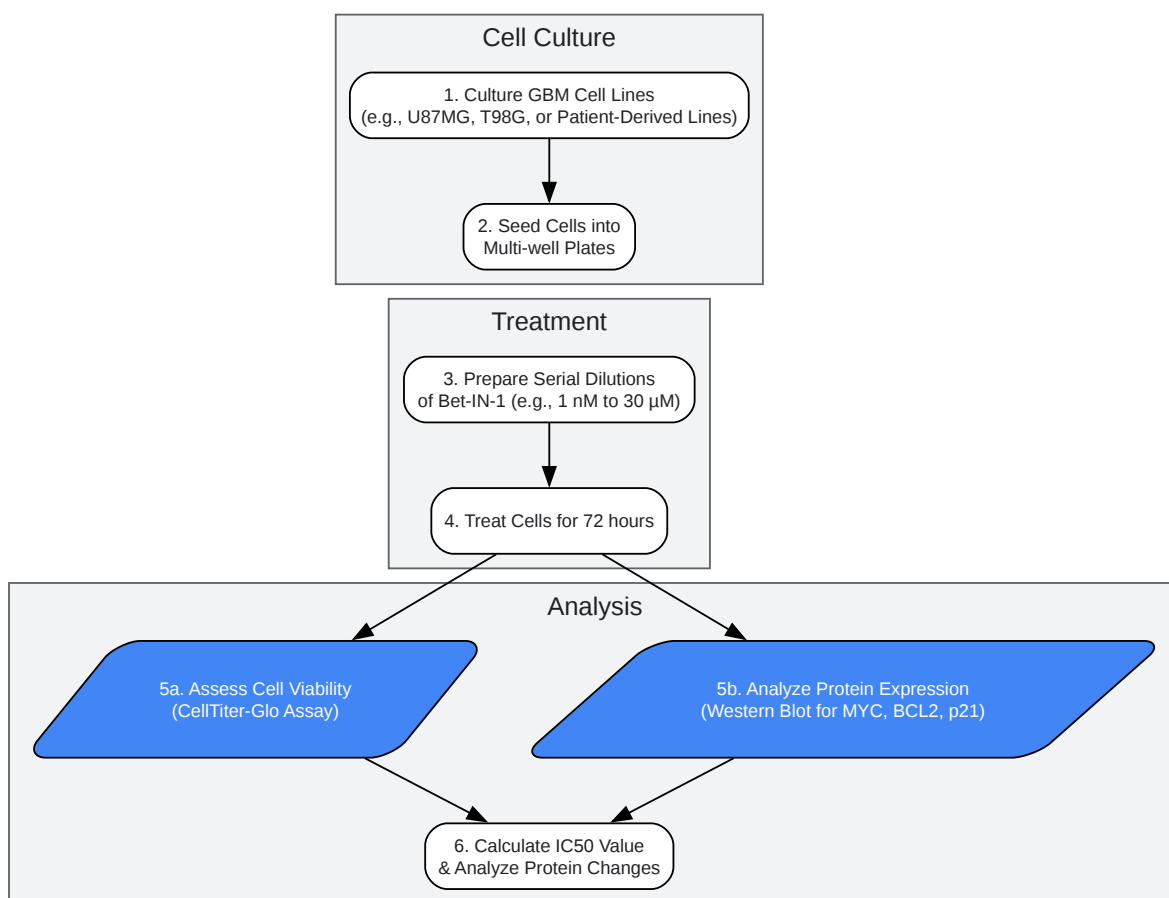 Cell Culture
1. Culture GBM Cell Lines
(e.g., U87MG, T98G, or Patient-Derived Lines)
2. Seed Cells into
Multi-well Plates
Treatment
3. Prepare Serial Dilutions
of Bet-IN-1 (e.g., 1 nM to 30 µM)
4. Treat Cells for 72 hours
Analysis
5a. Assess Cell Viability
(CellTiter-Glo Assay)
5b. Analyze Protein Expression
(Western Blot for MYC, BCL2, p21)
6. Calculate IC50 Value
& Analyze Protein Changes